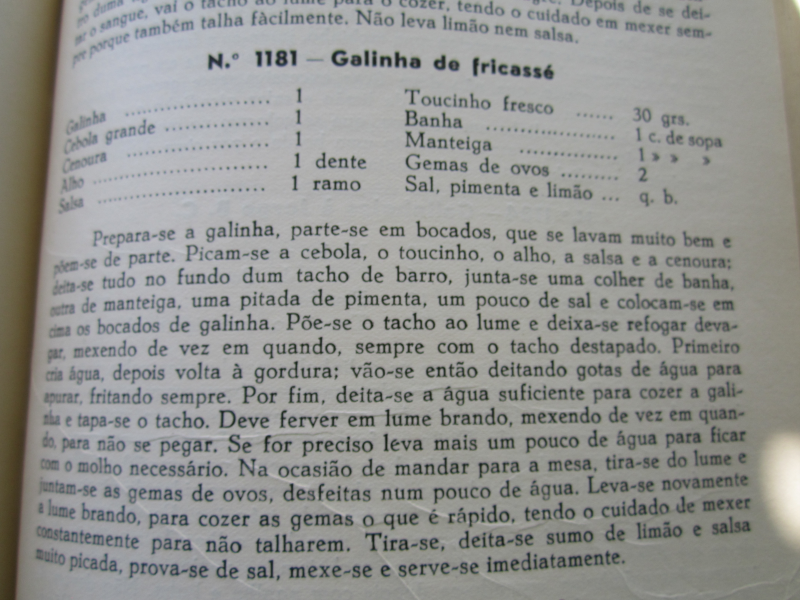 Depois de se dei-
tar o sangue, vai o tacho ao lume para o cozer, tendo o cuidado em mexer sem-
pre porque também talha fàcilmente. Não leva limão nem salsa.
N.º 1181 — Galinha de fricassé
Galinha ........................ 1
Cebola grande ................ 1
Cenoura ...................... 1
Alho ............................ 1 dente
Salsa ........................... 1 ramo
Toucinho fresco ...... 30 grs.
Banha .................... 1 c. de sopa
Manteiga ............... 1 » » »
Gemas de ovos ......... 2
Sal, pimenta e limão ... q. b.
Prepara-se a galinha, parte-se em bocados, que se lavam muito bem e
põem-se de parte. Picam-se a cebola, o toucinho, o alho, a salsa e a cenoura;
deita-se tudo no fundo dum tacho de barro, junta-se uma colher de banha,
outra de manteiga, uma pitada de pimenta, um pouco de sal e colocam-se em
cima os bocados de galinha. Põe-se o tacho ao lume e deixa-se refogar deva-
gar, mexendo de vez em quando, sempre com o tacho destapado. Primeiro
cria água, depois volta à gordura; vão-se então deitando gotas de água para
apurar, fritando sempre. Por fim, deita-se a água suficiente para cozer a gali-
nha e tapa-se o tacho. Deve ferver em lume brando, mexendo de vez em quan-
do, para não se pegar. Se for preciso leva mais um pouco de água para ficar
com o molho necessário. Na ocasião de mandar para a mesa, tira-se do lume e
juntam-se as gemas de ovos, desfeitas num pouco de água. Leva-se novamente
a lume brando, para cozer as gemas o que é rápido, tendo o cuidado de mexer
constantemente para não talharem. Tira-se, deita-se sumo de limão e salsa
muito picada, prova-se de sal, mexe-se e serve-se imediatamente.